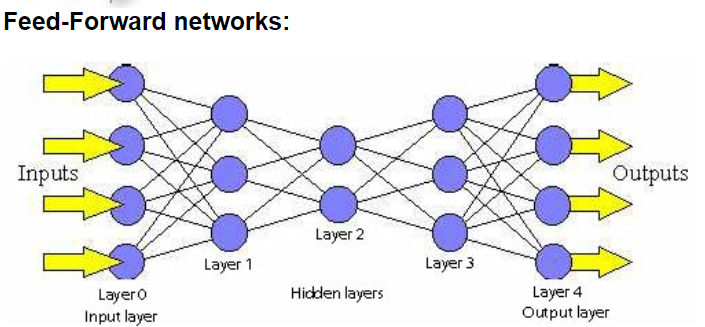 Feed-Forward networks:
Inputs
Outputs
Layer 2
Layer 1
Layer 3
Layer 0
Hidden layers
Layer 4
Input layer
Output layer